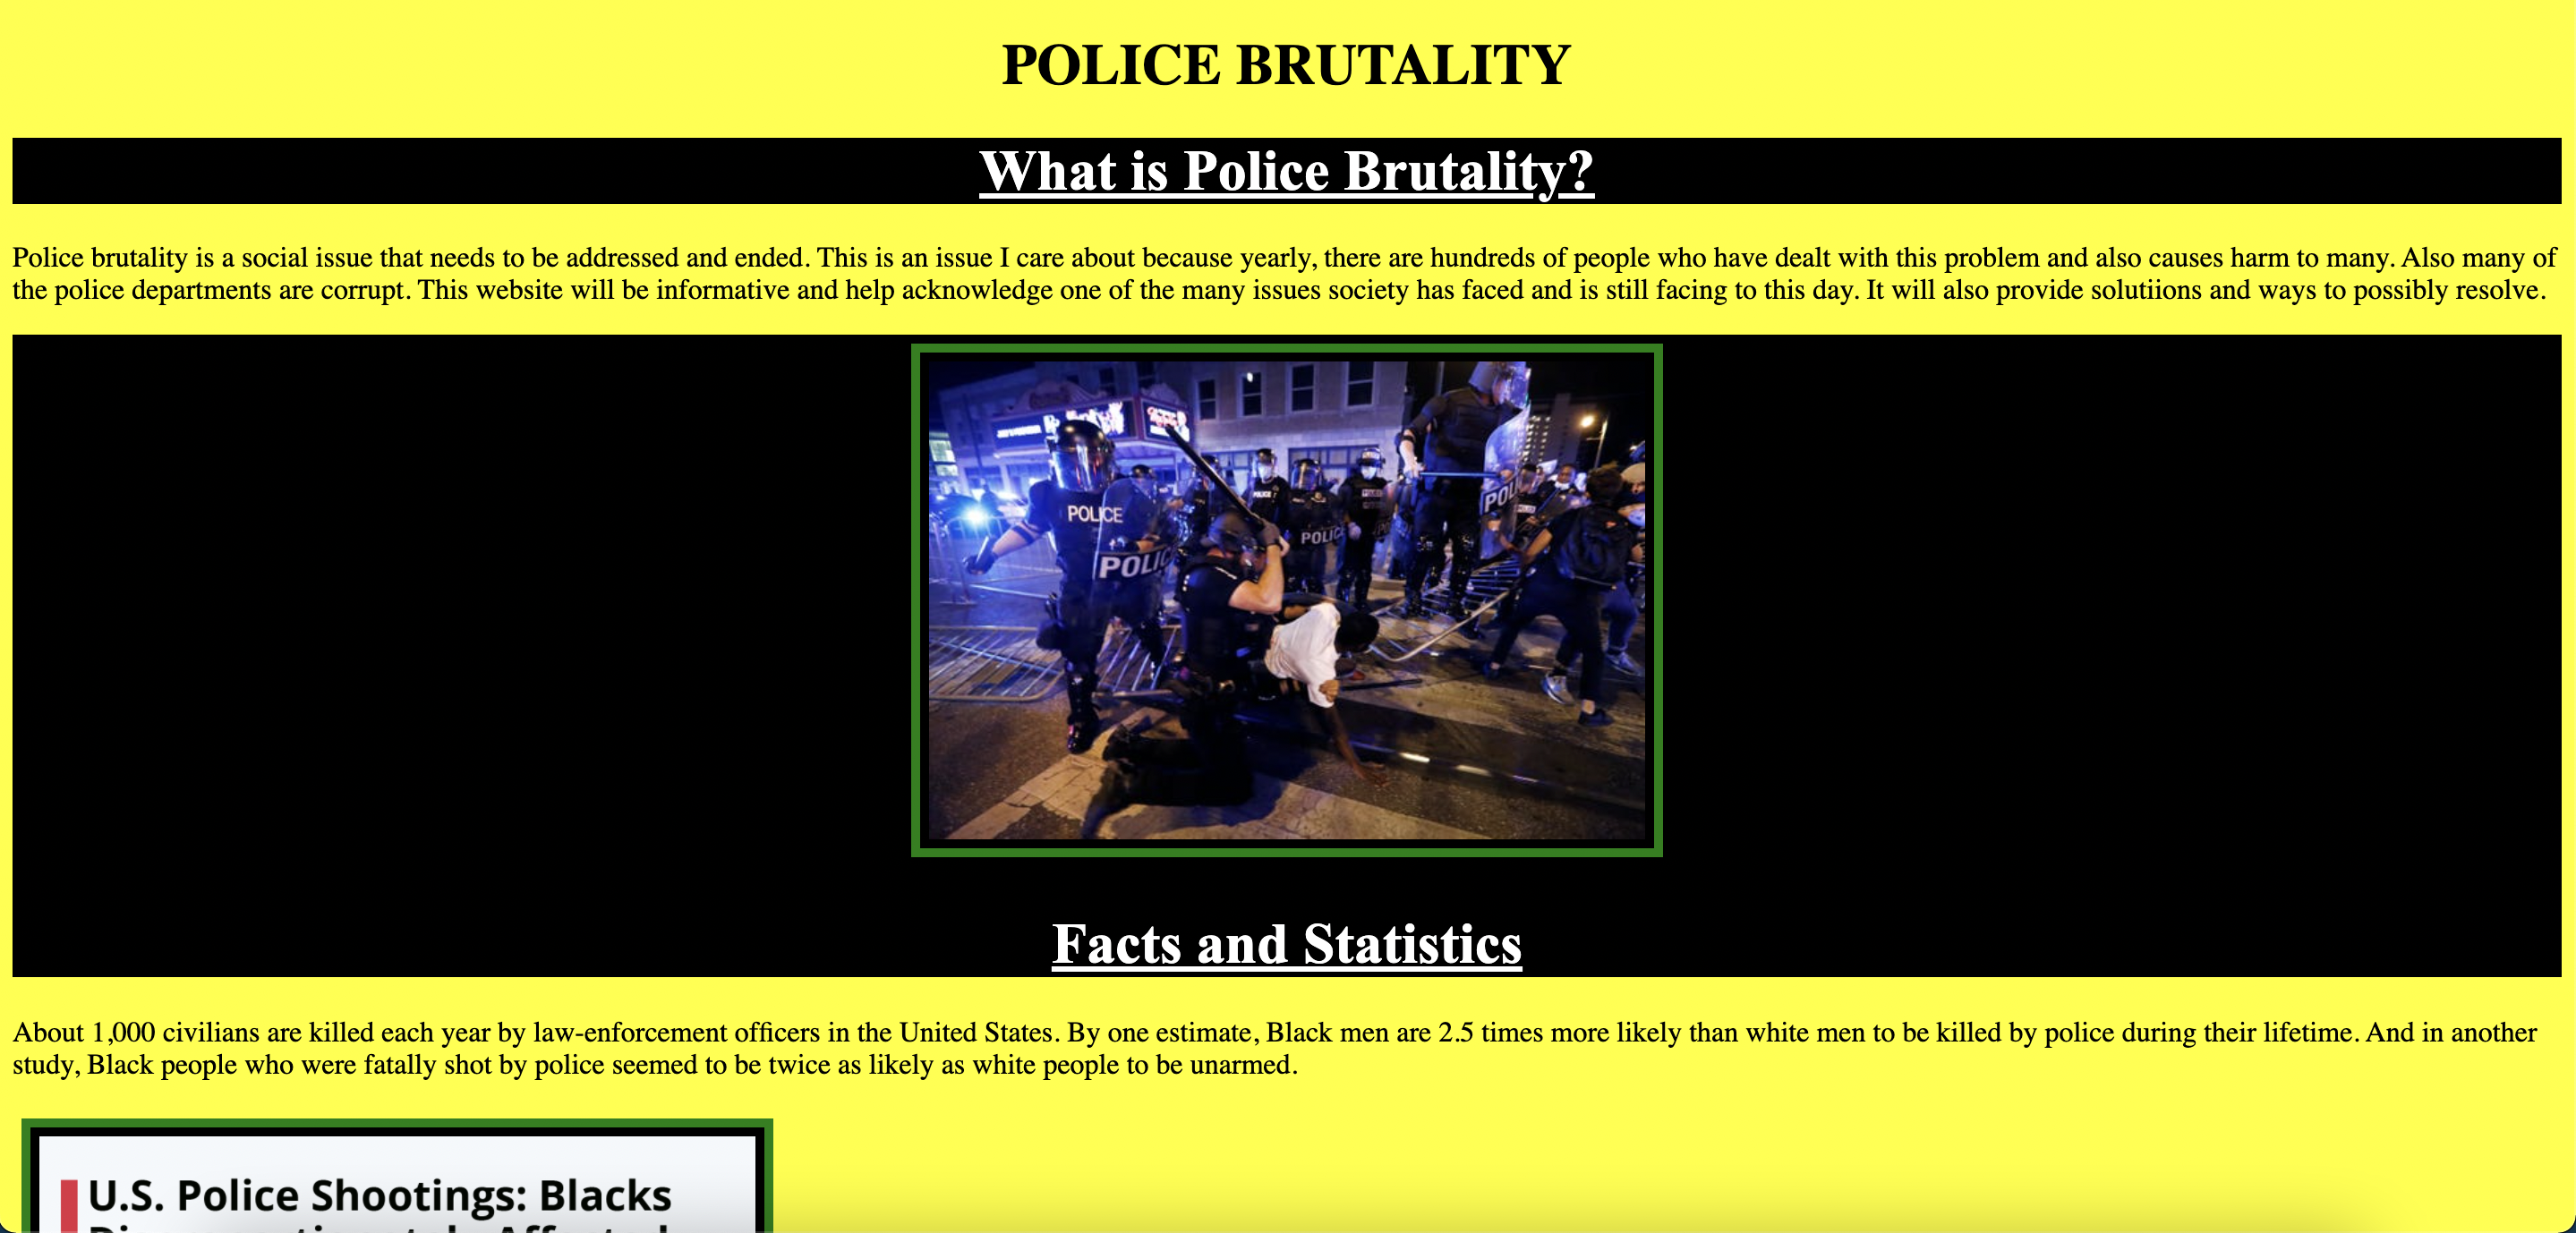 POLICE BRUTALITY
What is Police Brutality?
Police brutality is a social issue that needs to be addressed and ended. This is an issue I care about because yearly, there are hundreds of people who have dealt with this problem and also causes harm to many. Also many of
the police departments are corrupt. This website will be informative and help acknowledge one of the many issues society has faced and is still facing to this day. It will also provide solutiions and ways to possibly resolve.
POLICE
POLIC
POLICE
POLIC
POL
Facts and Statistics
About 1,000 civilians are killed each year by law-enforcement officers in the United States. By one estimate, Black men are 2.5 times more likely than white men to be killed by police during their lifetime. And in another
study, Black people who were fatally shot by police seemed to be twice as likely as white people to be unarmed.
U.S. Police Shootings: Blacks